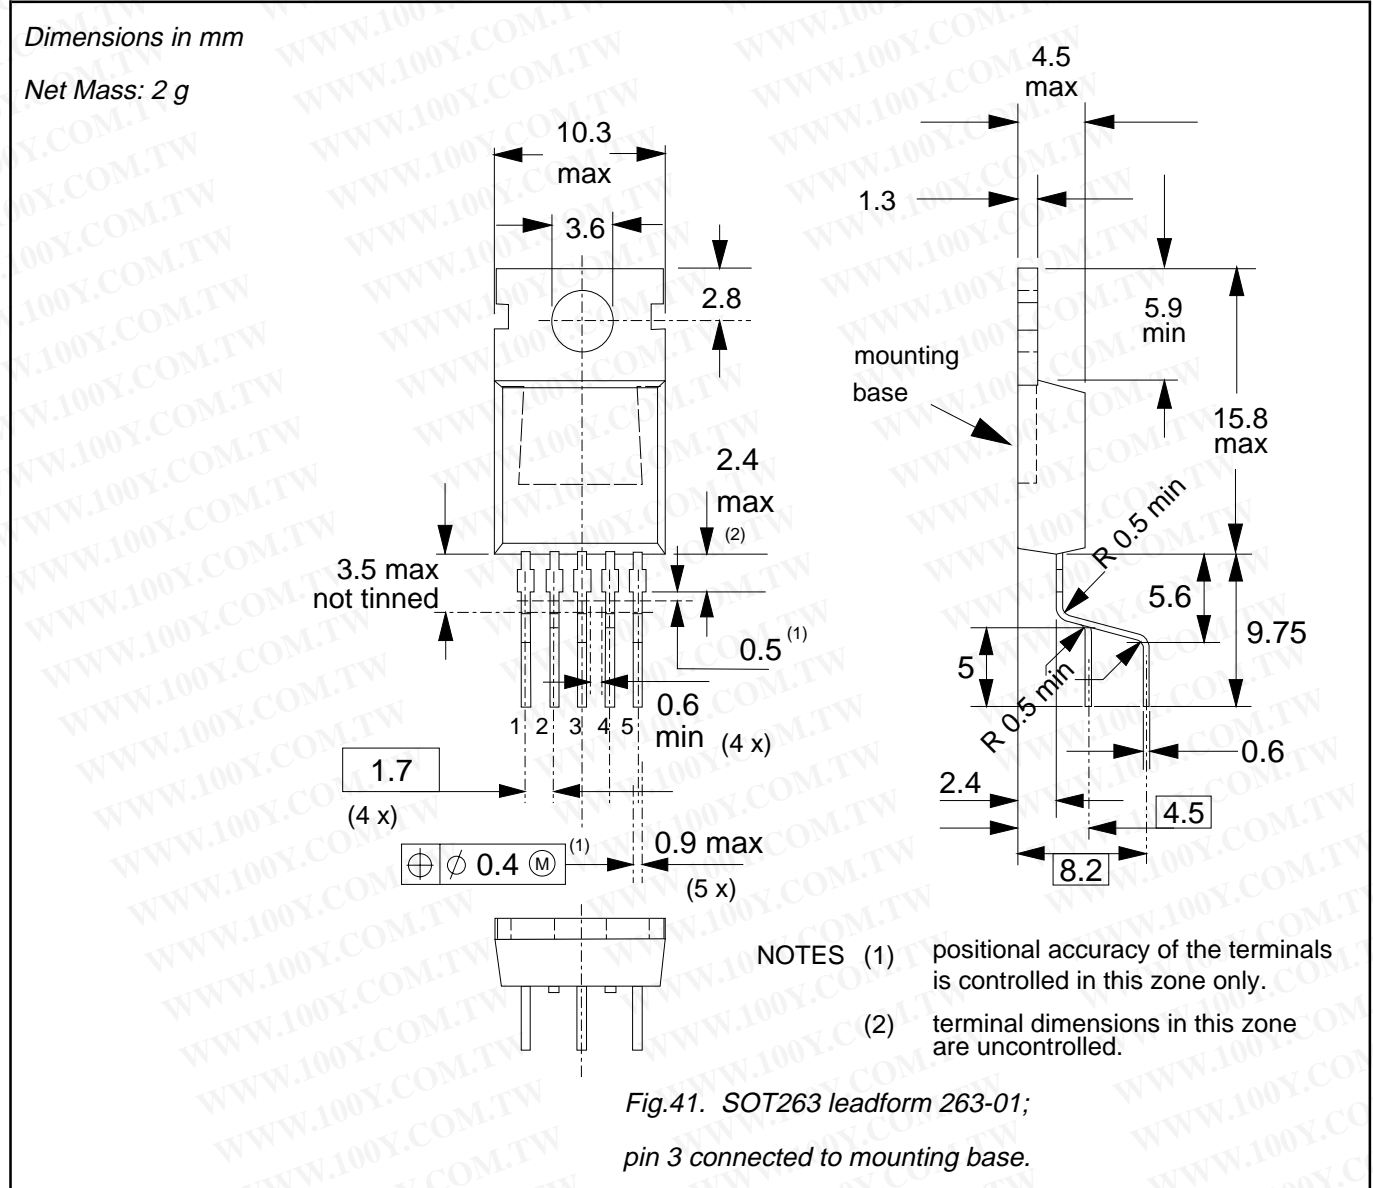 Dimensions in mm
Net Mass: 2 g
10.3
max
3.6
2.8
2.4
max
(2)
3.5 max
not tinned
0.5 (1)
0.6
min (4 x)
1 2 3 4 5
1.7
(4 x)
0.9 max
(5 x)
⌖ ⌀ 0.4 Ⓜ (1)
4.5
max
1.3
5.9
min
15.8
max
mounting
base
R 0.5 min
5.6
9.75
5
R 0.5 min
0.6
2.4
4.5
8.2
NOTES (1) positional accuracy of the terminals
is controlled in this zone only.
(2) terminal dimensions in this zone
are uncontrolled.
Fig.41. SOT263 leadform 263-01;
pin 3 connected to mounting base.
WWW.100Y.COM.TW